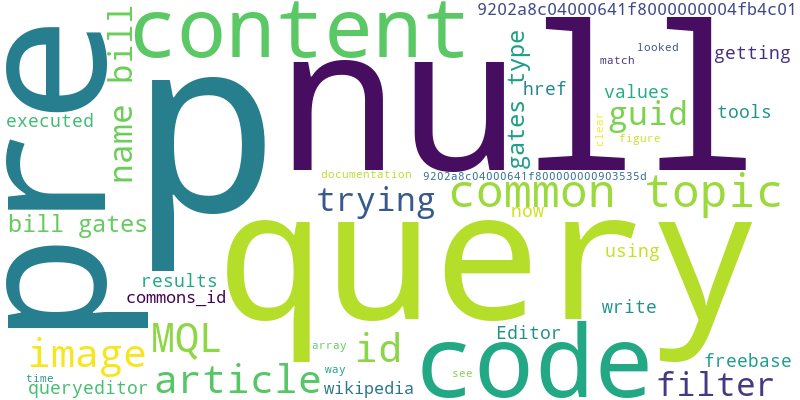 content
9202a8c04000641f8000000004fb4c01
looked
getting
match
name bill
pre
p
null
gates type
href
values
guid
clear
figure
tools
executed
documentation
9202a8c04000641f800000000903535d
trying
common topic
now
bill gates
query
using
results
commons_id
write
MQL
id
code
Editor
image
array
way
see
freebase
article
time
queryeditor
wikipedia
filter